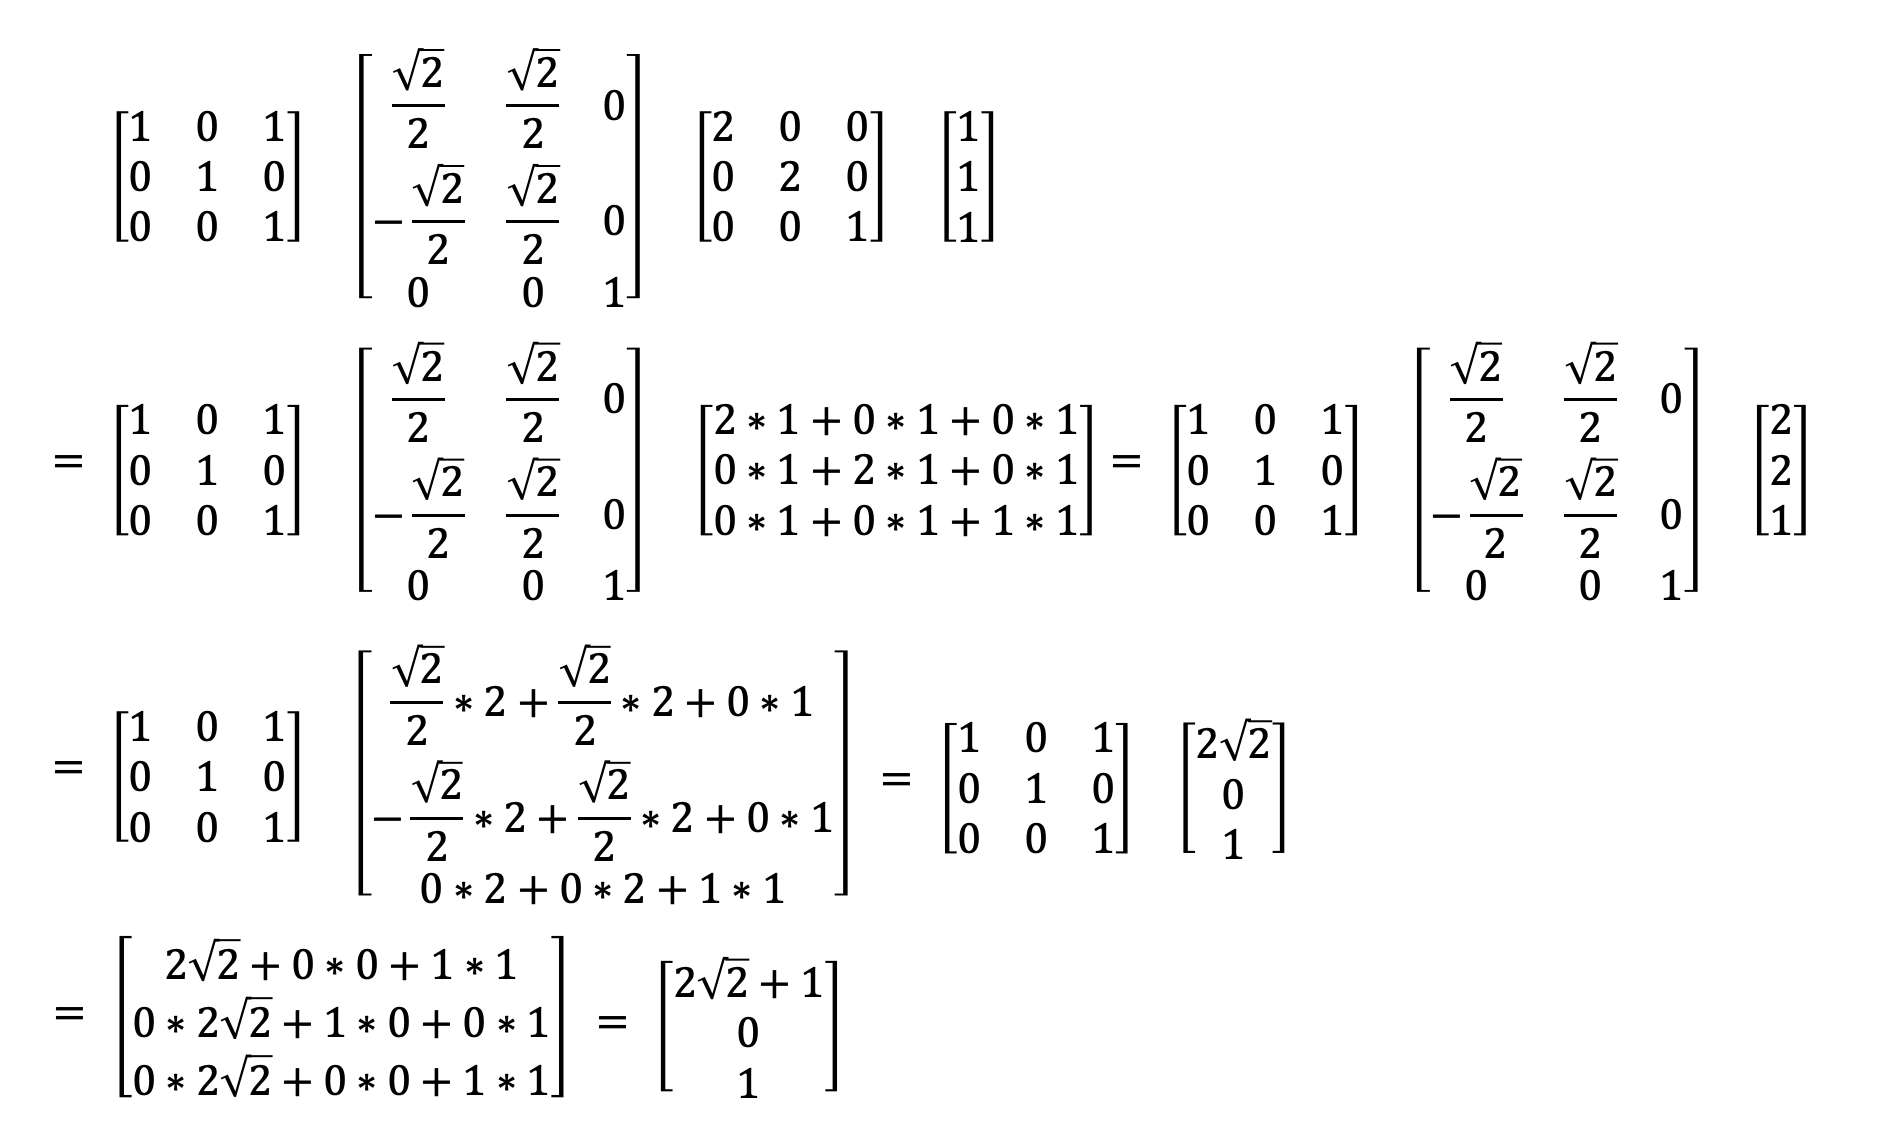 [1 0 1; 0 1 0; 0 0 1] [√2/2 √2/2 0; -√2/2 √2/2 0; 0 0 1] [2 0 0; 0 2 0; 0 0 1] [1; 1; 1]
= [1 0 1; 0 1 0; 0 0 1] [√2/2 √2/2 0; -√2/2 √2/2 0; 0 0 1] [2 * 1 + 0 * 1 + 0 * 1; 0 * 1 + 2 * 1 + 0 * 1; 0 * 1 + 0 * 1 + 1 * 1] = [1 0 1; 0 1 0; 0 0 1] [√2/2 √2/2 0; -√2/2 √2/2 0; 0 0 1] [2; 2; 1]
= [1 0 1; 0 1 0; 0 0 1] [√2/2 * 2 + √2/2 * 2 + 0 * 1; -√2/2 * 2 + √2/2 * 2 + 0 * 1; 0 * 2 + 0 * 2 + 1 * 1] = [1 0 1; 0 1 0; 0 0 1] [2√2; 0; 1]
= [2√2 + 0 * 0 + 1 * 1; 0 * 2√2 + 1 * 0 + 0 * 1; 0 * 2√2 + 0 * 0 + 1 * 1] = [2√2 + 1; 0; 1]